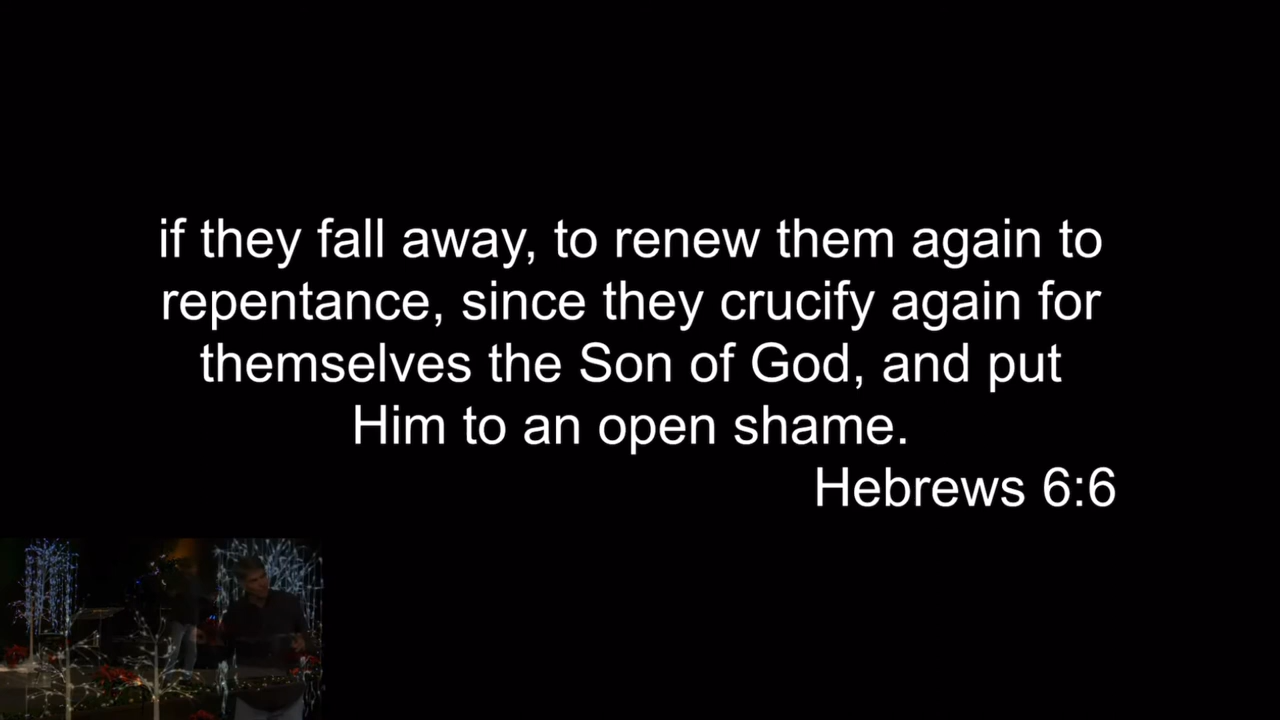 if they fall away, to renew them again to
repentance, since they crucify again for
themselves the Son of God, and put
Him to an open shame.
Hebrews 6:6